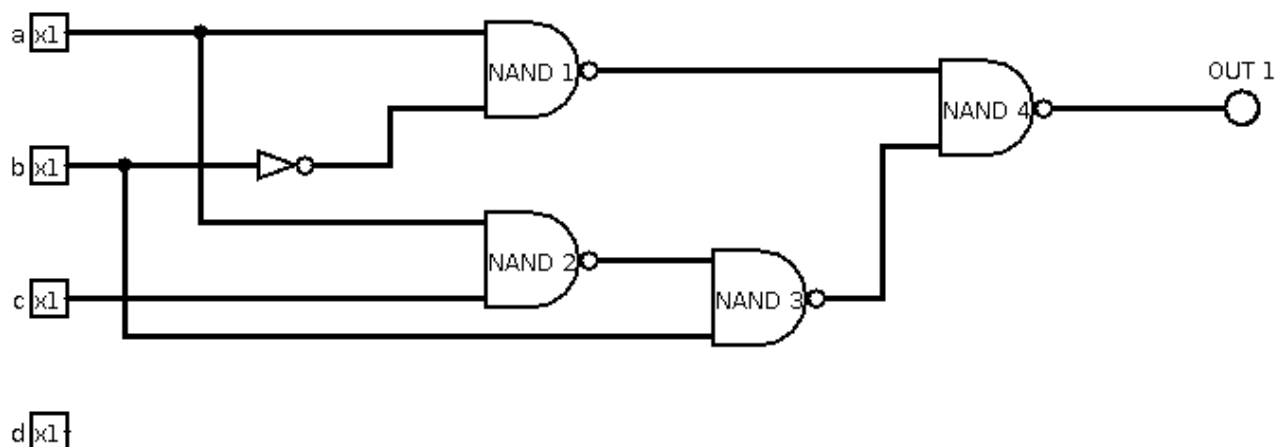 a x1
NAND 1
OUT 1
NAND 4
b x1
NAND 2
c x1
NAND 3
d x1